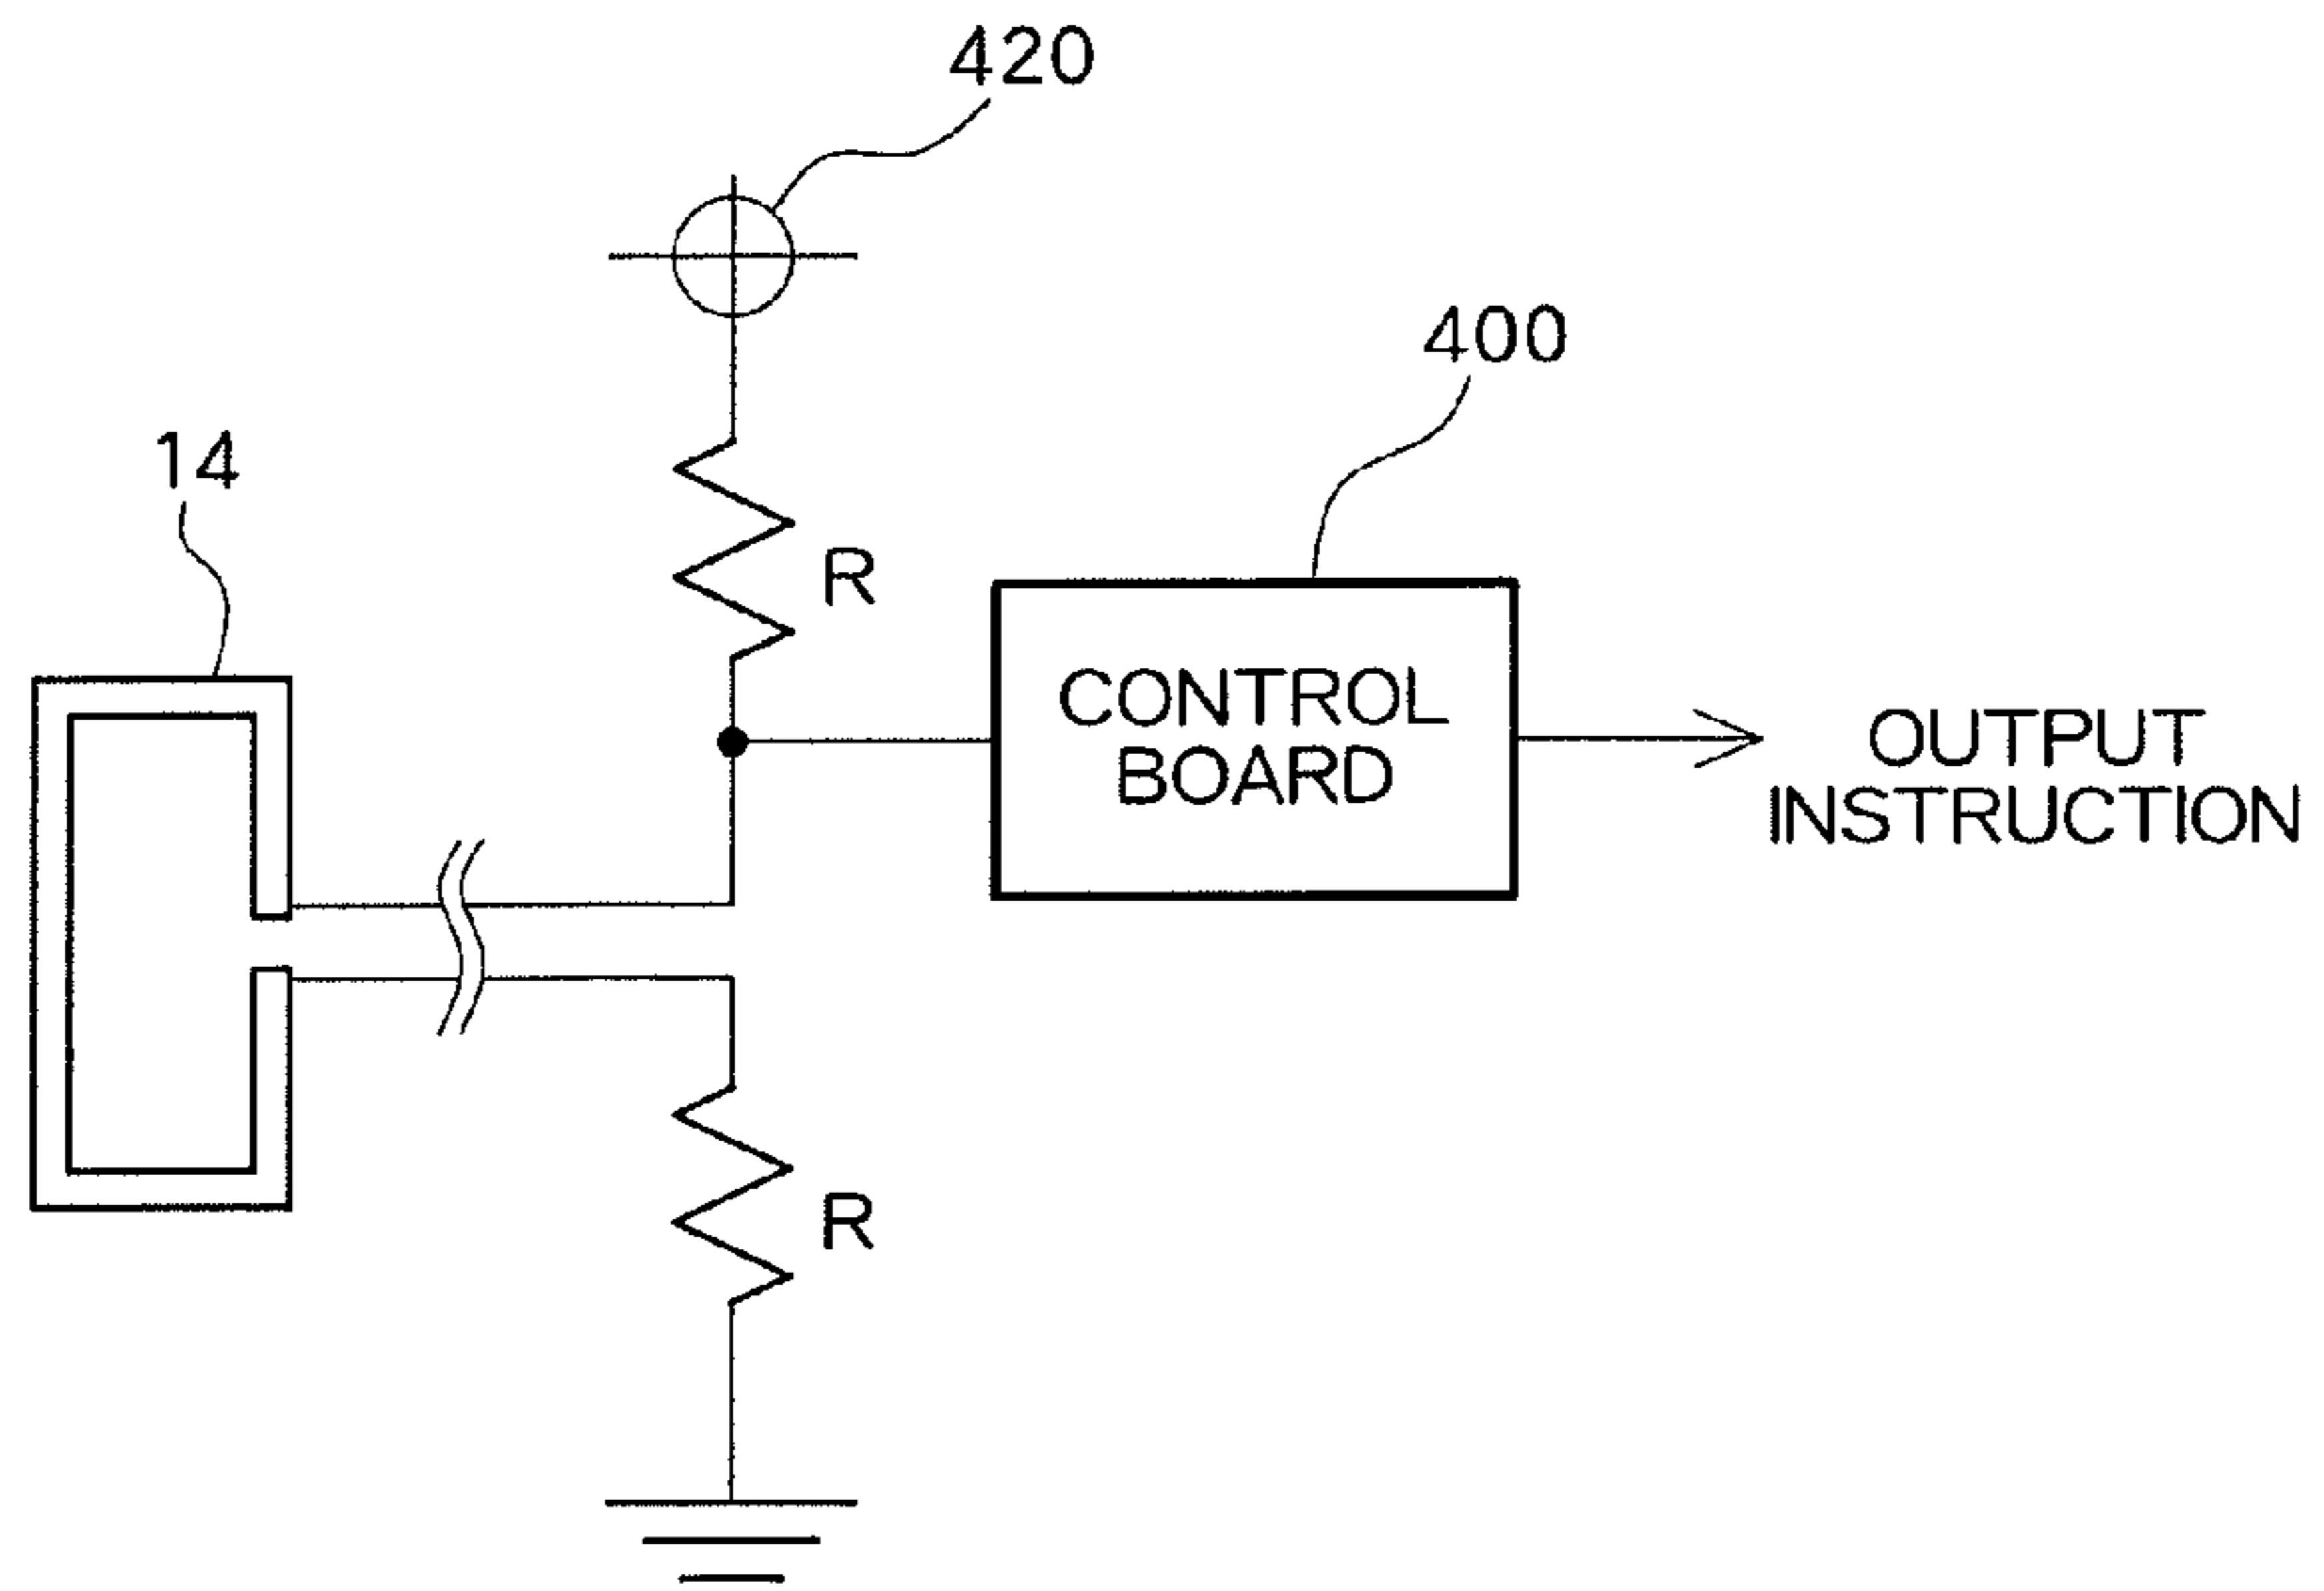 420
400
14
R
CONTROL
BOARD
OUTPUT
INSTRUCTION
R